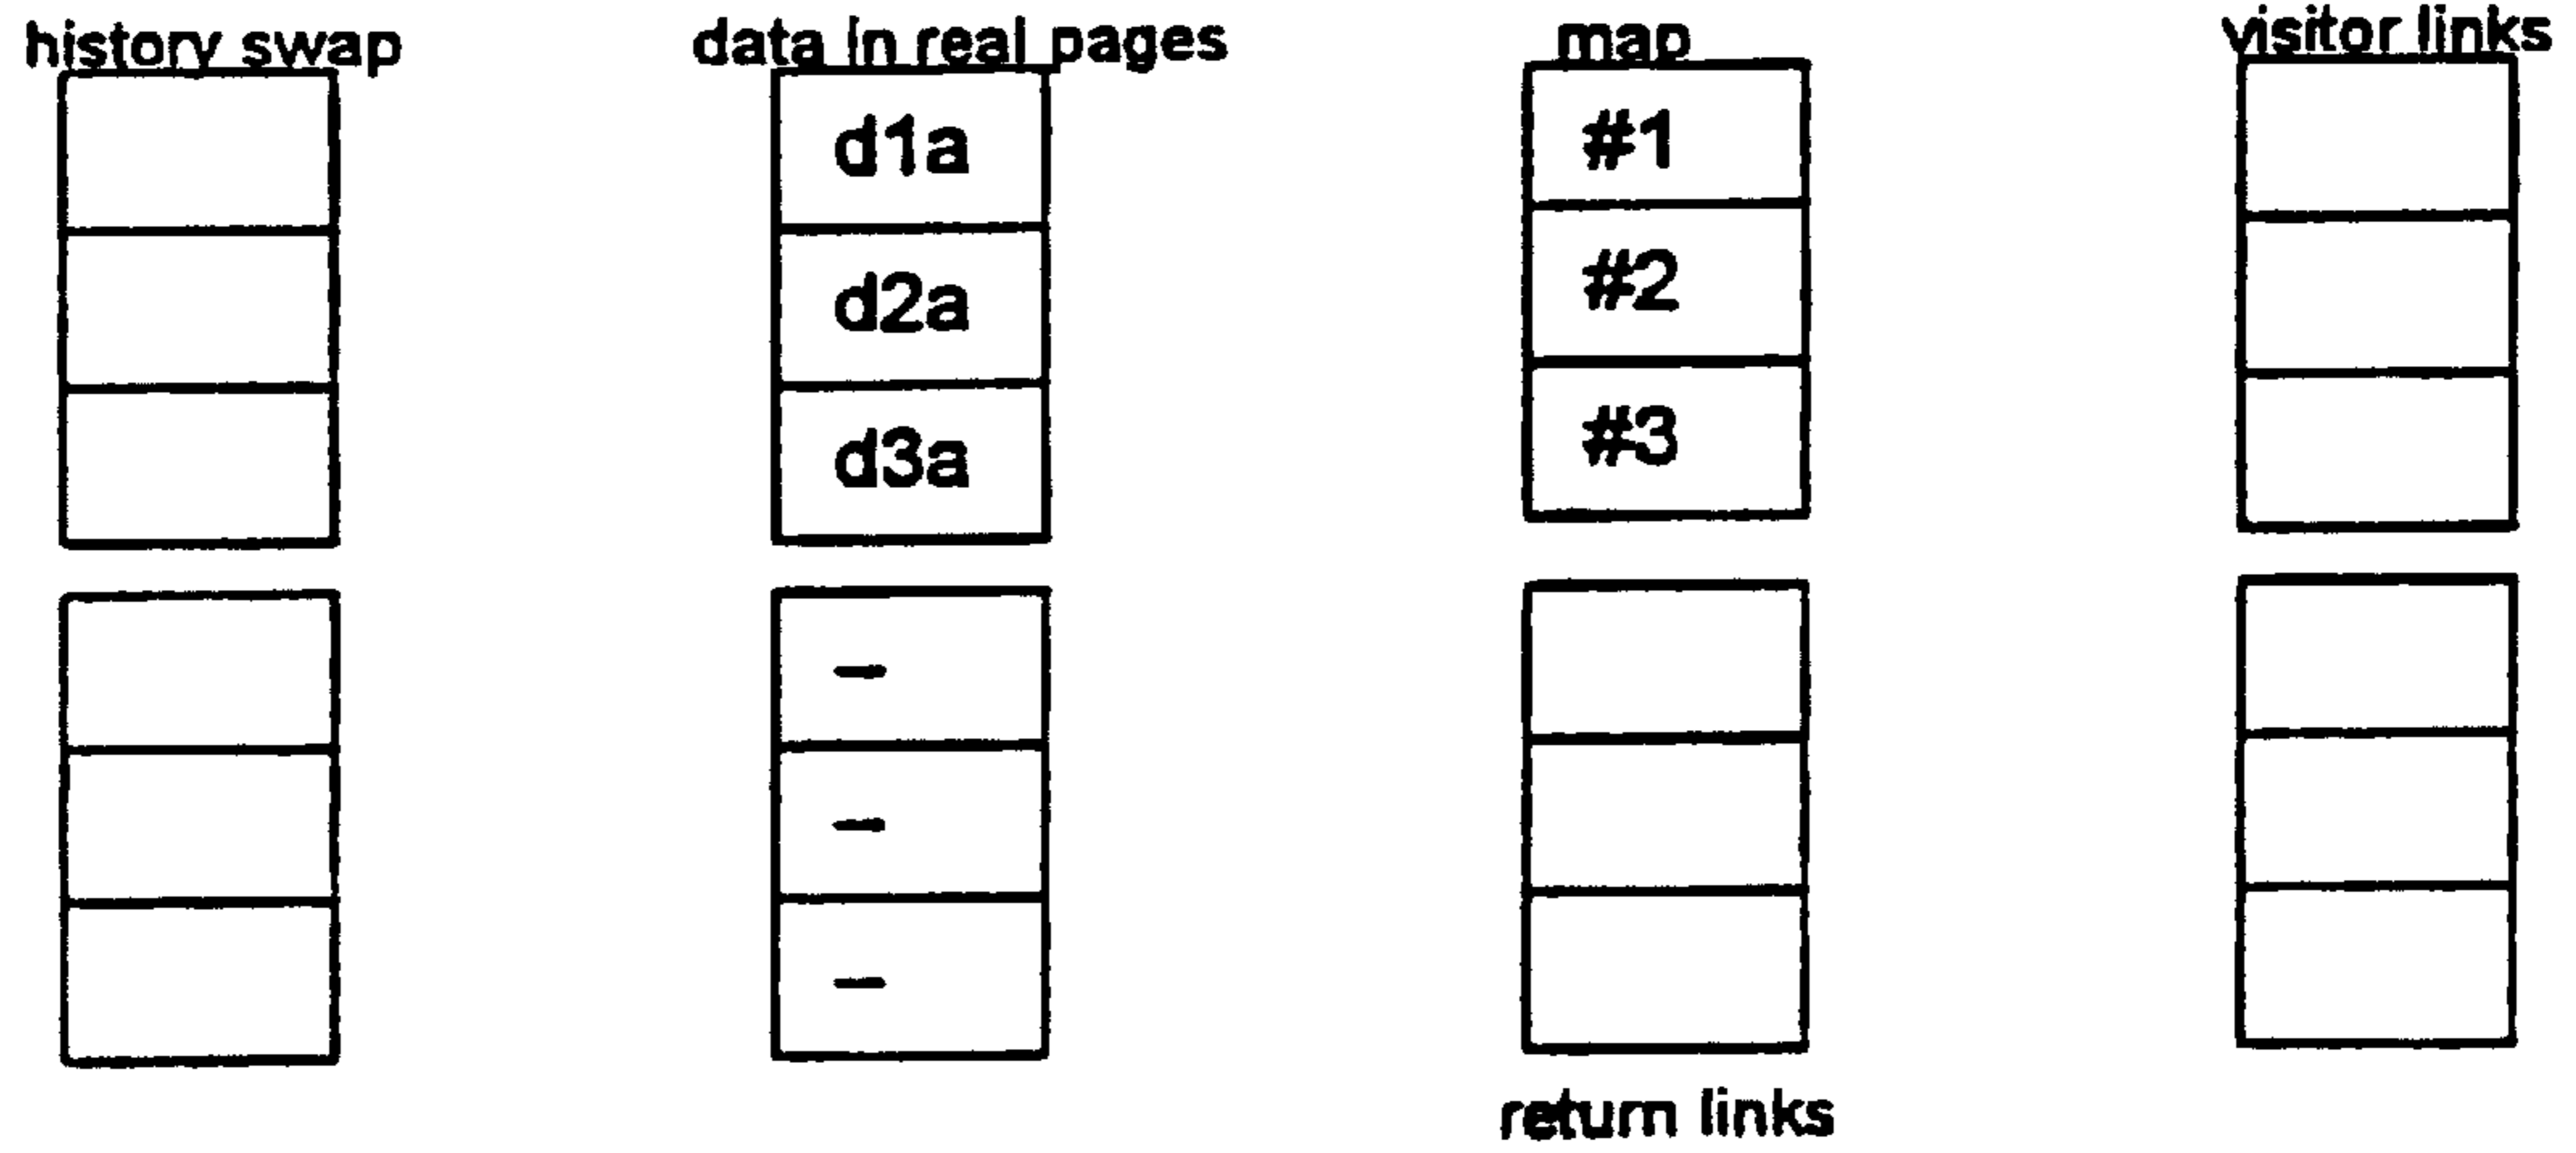 history swap
data in real pages
map
visitor links
d1a
#1
d2a
#2
d3a
#3
–
–
–
return links